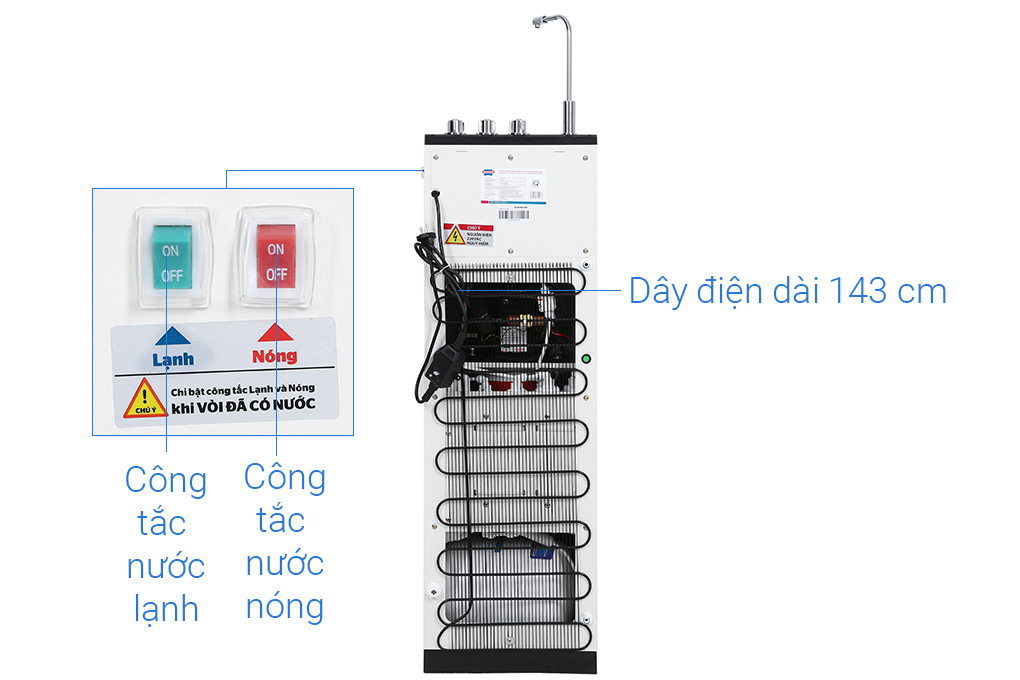 ON
OFF
ON
OFF
Lạnh
Nóng
CHÚ Ý
Chỉ bật công tắc Lạnh và Nóng
khi VÒI ĐÃ CÓ NƯỚC
Công
tắc
nước
lạnh
Công
tắc
nước
nóng
CHÚ Ý
NGUỒN ĐIỆN
220VAC
NGUY HIỂM
Dây điện dài 143 cm